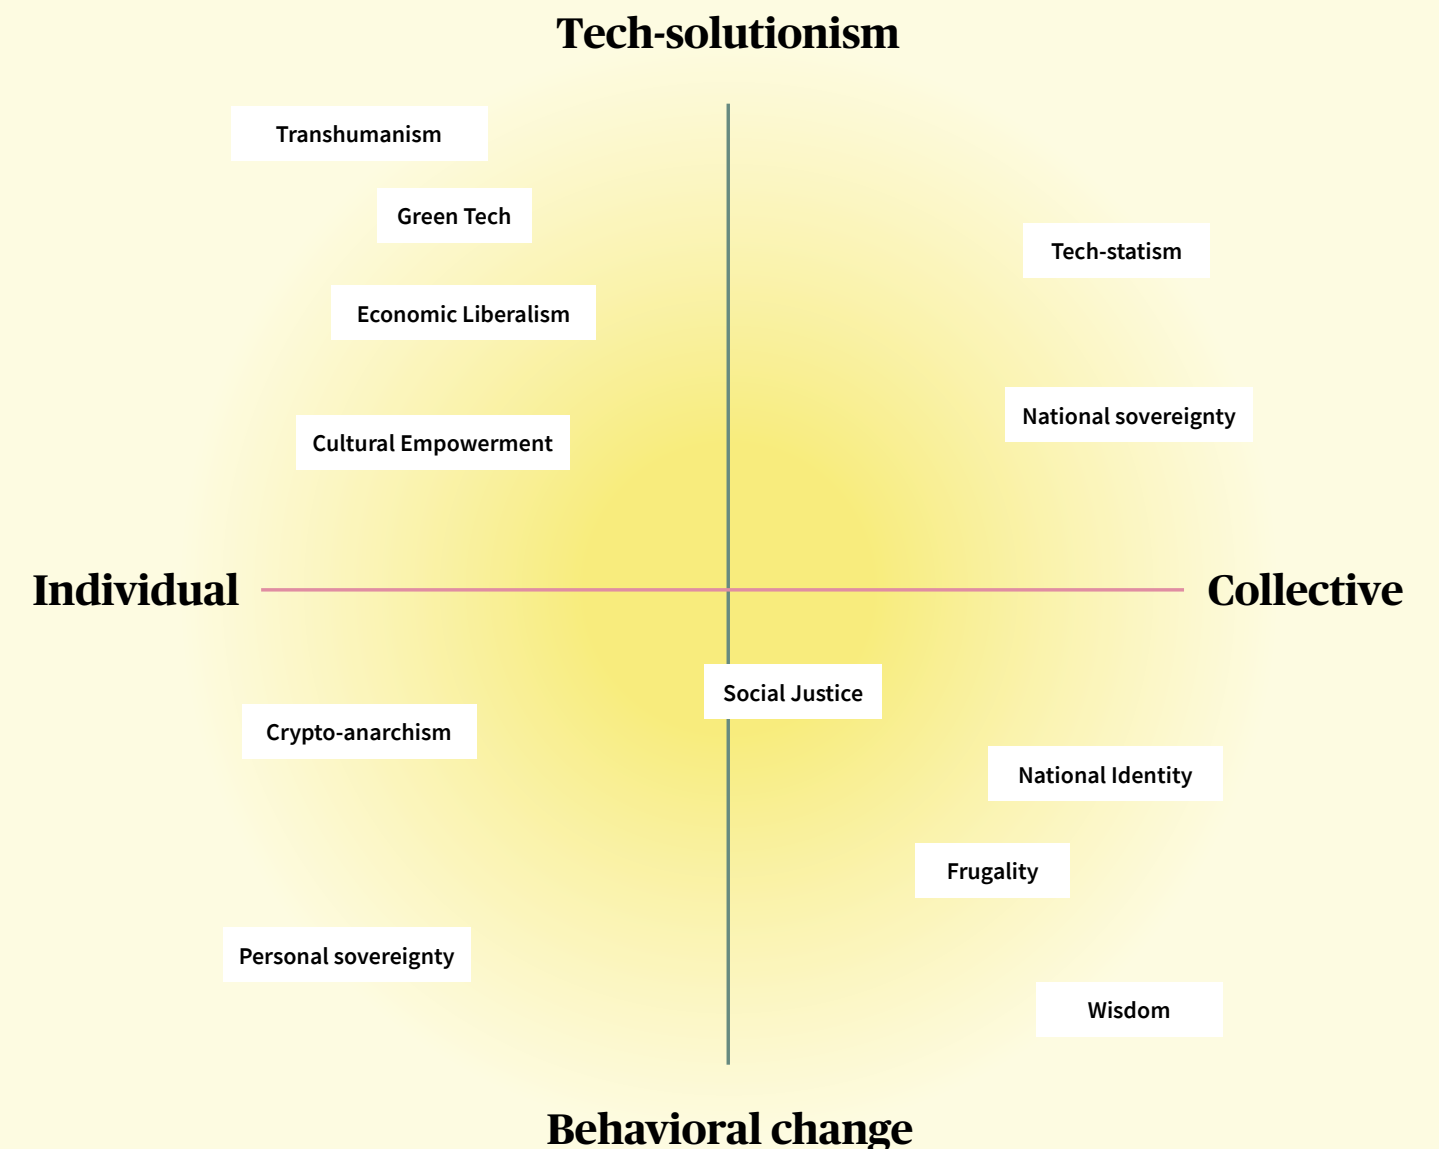 Tech-solutionism
Transhumanism
Green Tech
Tech-statism
Economic Liberalism
National sovereignty
Cultural Empowerment
Individual
Collective
Social Justice
Crypto-anarchism
National Identity
Frugality
Personal sovereignty
Wisdom
Behavioral change